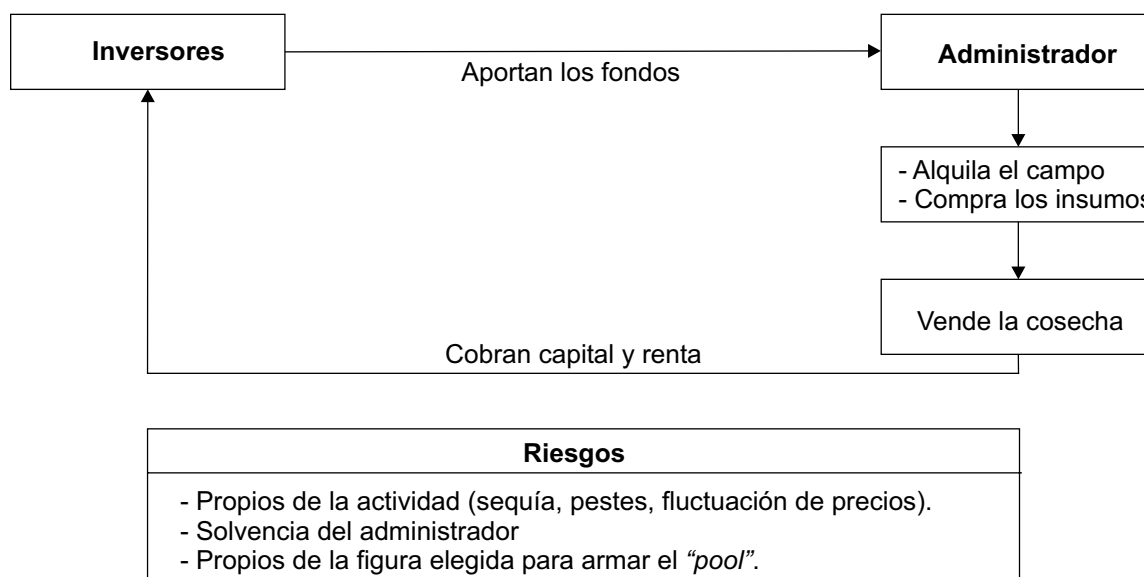 Inversores
Aportan los fondos
Administrador
- Alquila el campo
- Compra los insumos
Vende la cosecha
Cobran capital y renta
Riesgos
- Propios de la actividad (sequía, pestes, fluctuación de precios).
- Solvencia del administrador
- Propios de la figura elegida para armar el “pool”.